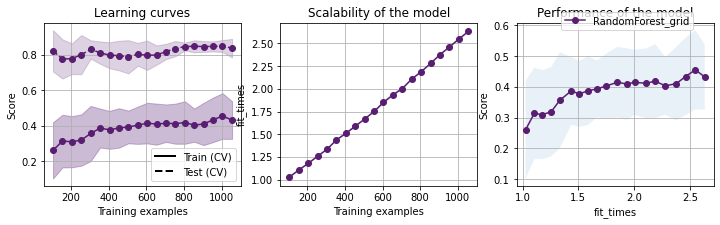 Learning curves
Score
0.8
0.6
0.4
0.2
200 400 600 800 1000
Training examples
Train (CV)
Test (CV)
Scalability of the model
fit_times
2.50
2.25
2.00
1.75
1.50
1.25
1.00
200 400 600 800 1000
Training examples
Performance of the model
RandomForest_grid
Score
0.6
0.5
0.4
0.3
0.2
0.1
1.0 1.5 2.0 2.5
fit_times